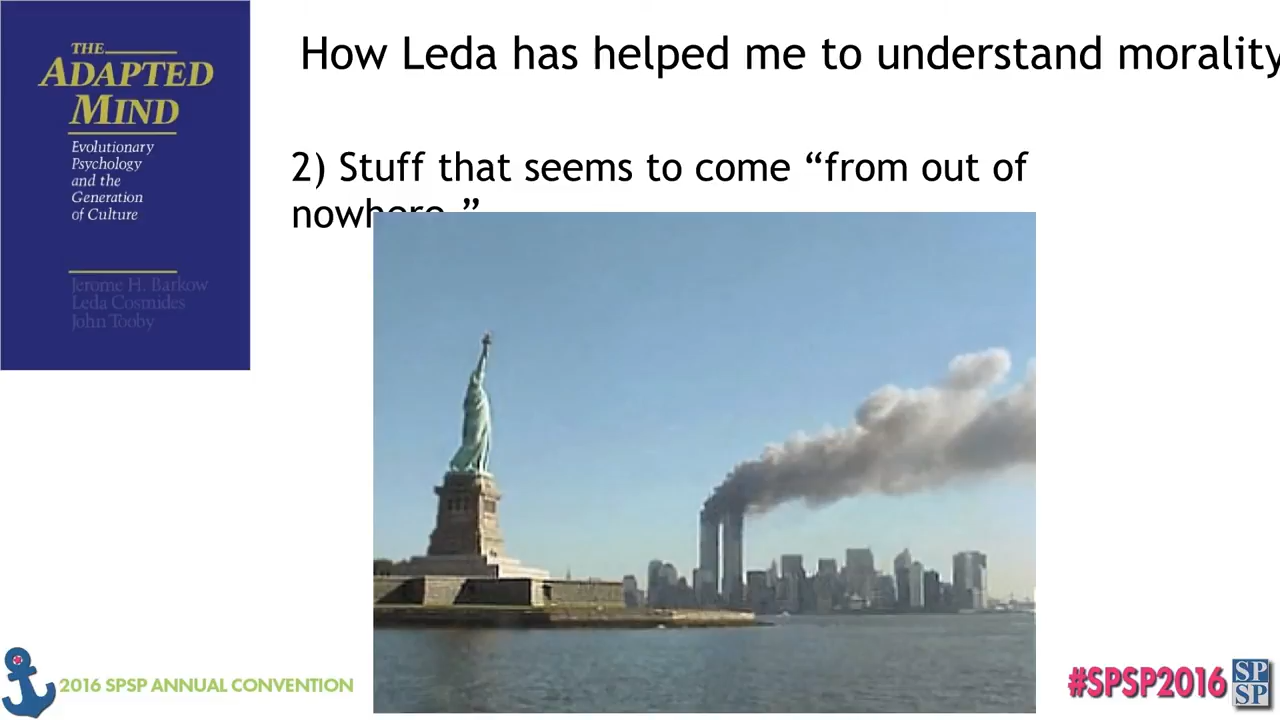 THE
ADAPTED
MIND
Evolutionary
Psychology
and the
Generation
of Culture
Jerome H. Barkow
Leda Cosmides
John Tooby
How Leda has helped me to understand morality
2) Stuff that seems to come “from out of
nowhere.”
2016 SPSP ANNUAL CONVENTION
#SPSP2016
SP
SP